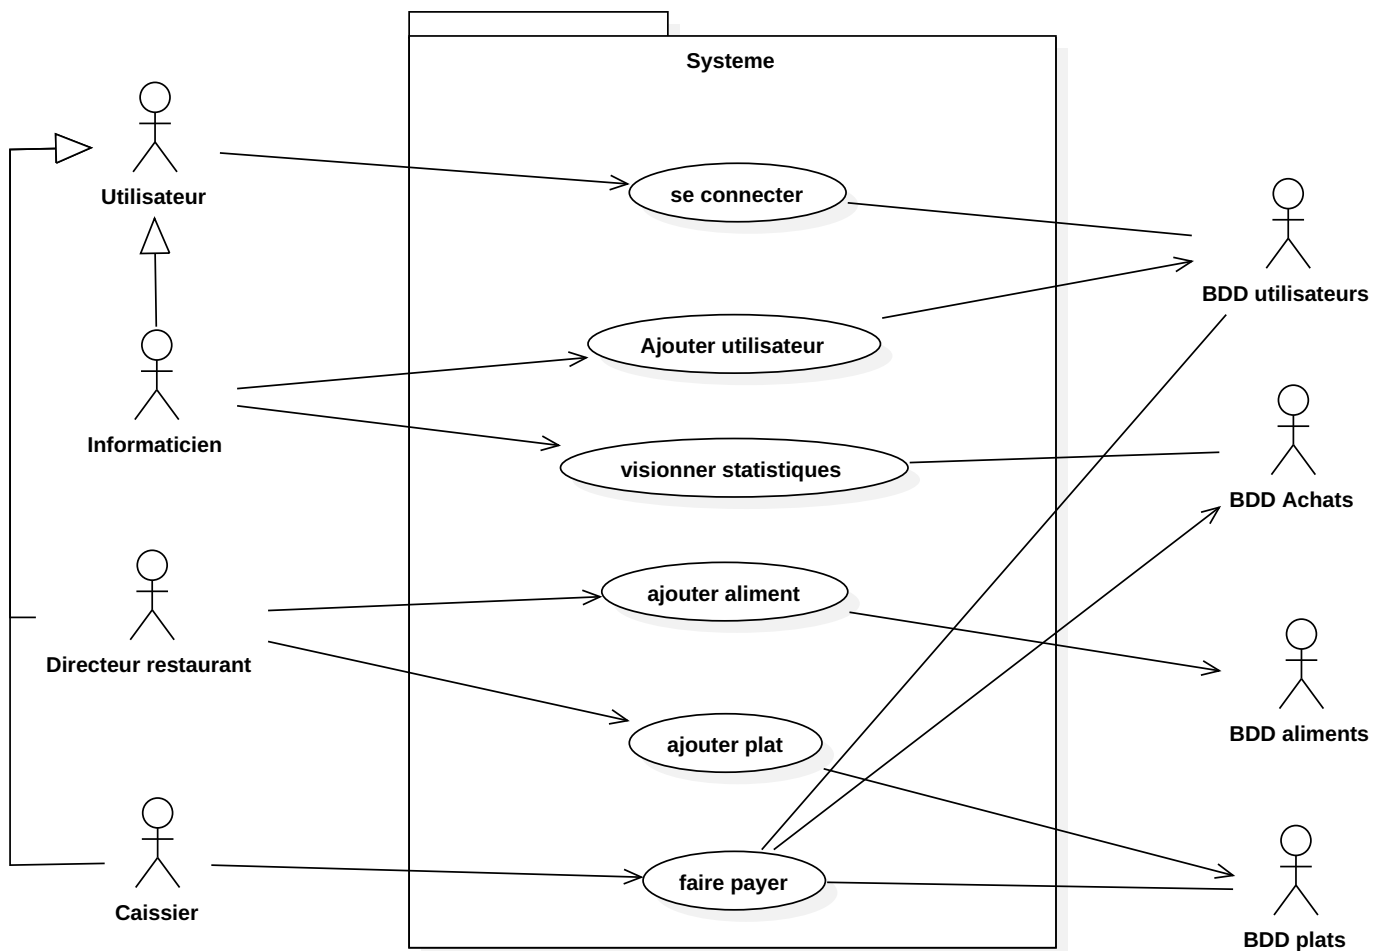 Systeme
Utilisateur
se connecter
BDD utilisateurs
Ajouter utilisateur
Informaticien
visionner statistiques
BDD Achats
ajouter aliment
Directeur restaurant
ajouter plat
BDD aliments
faire payer
Caissier
BDD plats